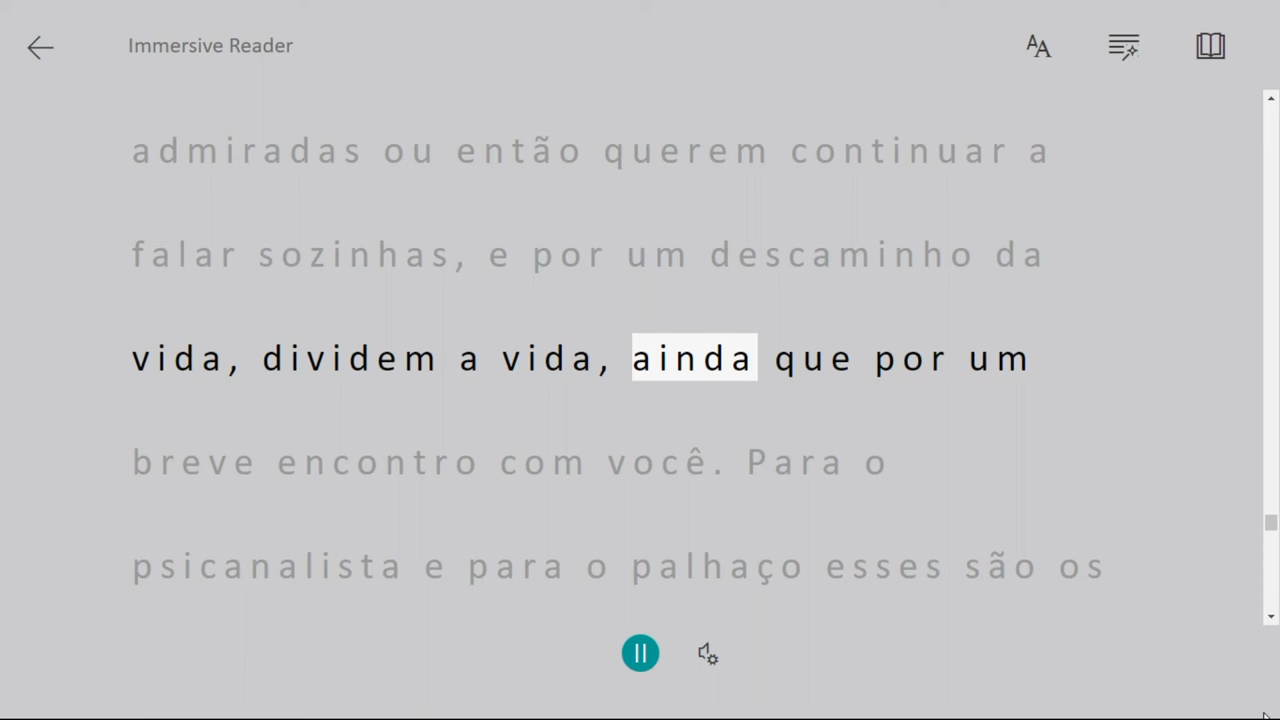 Immersive Reader
admiradas ou então querem continuar a
falar sozinhas, e por um descaminho da
vida, dividem a vida, ainda que por um
breve encontro com você. Para o
psicanalista e para o palhaço esses são os